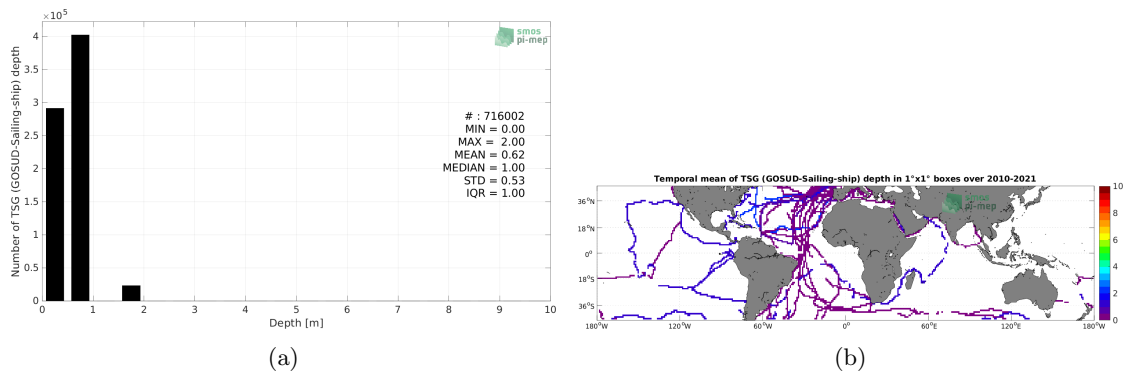 ×10⁵
4
3.5
3
2.5
2
1.5
1
0.5
0
Number of TSG (GOSUD-Sailing-ship) depth
smos
pi-mep
# : 716002
MIN = 0.00
MAX = 2.00
MEAN = 0.62
MEDIAN = 1.00
STD = 0.53
IQR = 1.00
0 1 2 3 4 5 6 7 8 9 10
Depth [m]
(a)
Temporal mean of TSG (GOSUD-Sailing-ship) depth in 1°x1° boxes over 2010-2021
smos
pi-mep
36°N
18°N
0°
18°S
36°S
180°W 120°W 60°W 0° 60°E 120°E 180°W
10
8
6
4
2
0
(b)